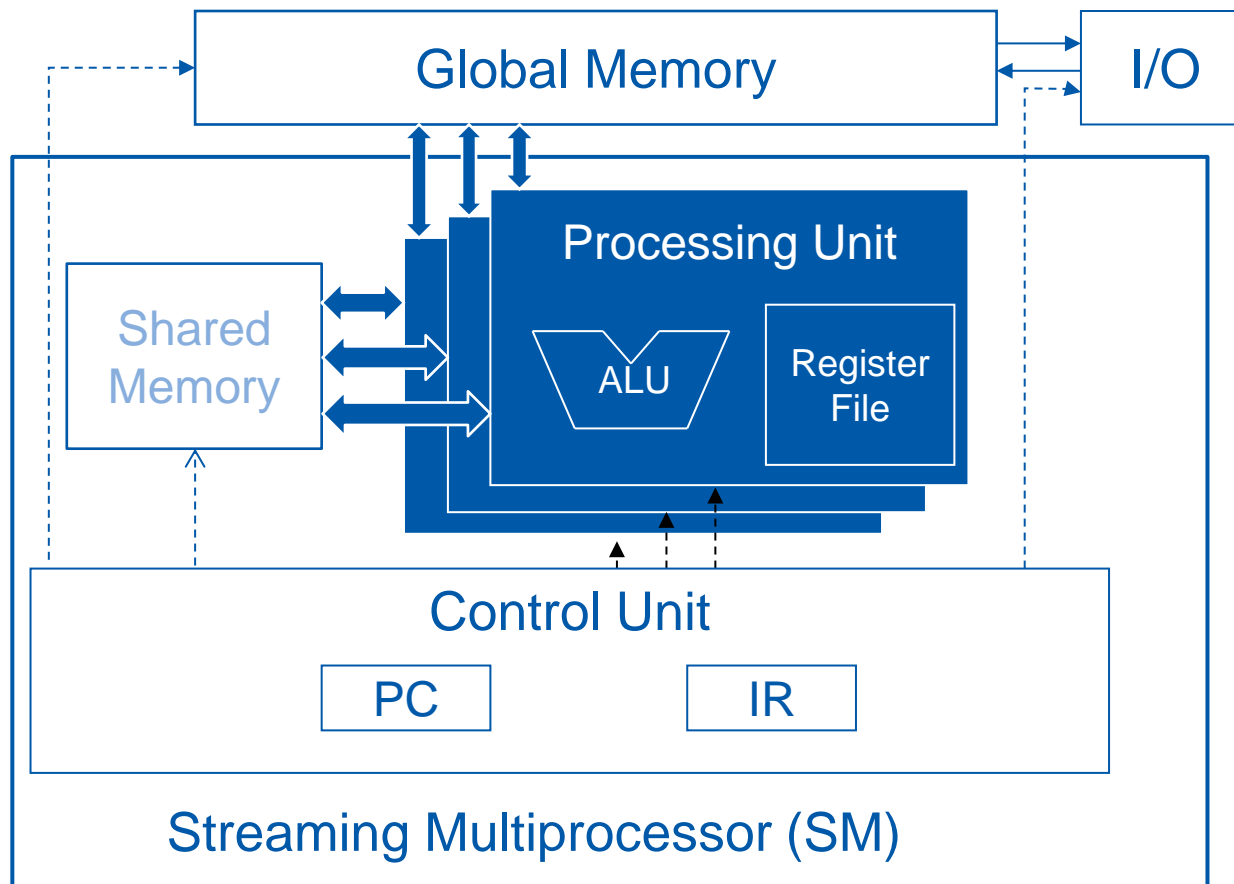 Global Memory
I/O
Processing Unit
Shared
Memory
ALU
Register
File
Control Unit
PC
IR
Streaming Multiprocessor (SM)